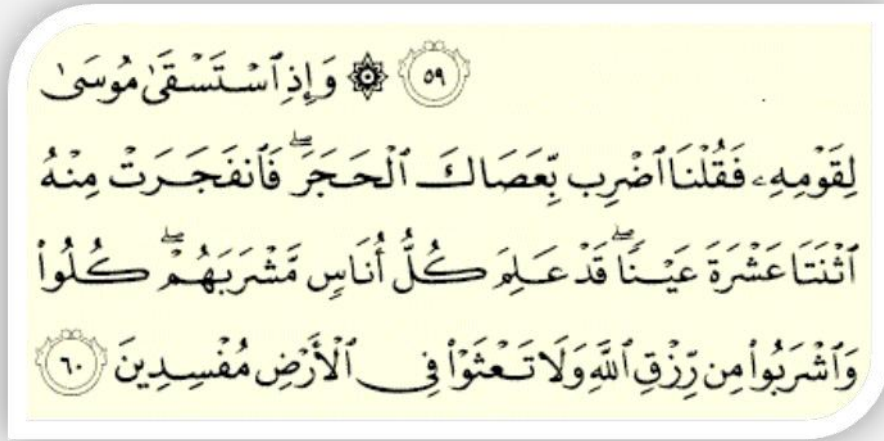 ٥٩ ۞ وَإِذِ ٱسْتَسْقَىٰ مُوسَىٰ
لِقَوْمِهِۦ فَقُلْنَا ٱضْرِب بِّعَصَاكَ ٱلْحَجَرَۖ فَٱنفَجَرَتْ مِنْهُ
ٱثْنَتَا عَشْرَةَ عَيْنٗاۖ قَدْ عَلِمَ كُلُّ أُنَاسٖ مَّشْرَبَهُمْۖ كُلُوا۟
وَٱشْرَبُوا۟ مِن رِّزْقِ ٱللَّهِ وَلَا تَعْثَوْا۟ فِي ٱلْأَرْضِ مُفْسِدِينَ ٦٠